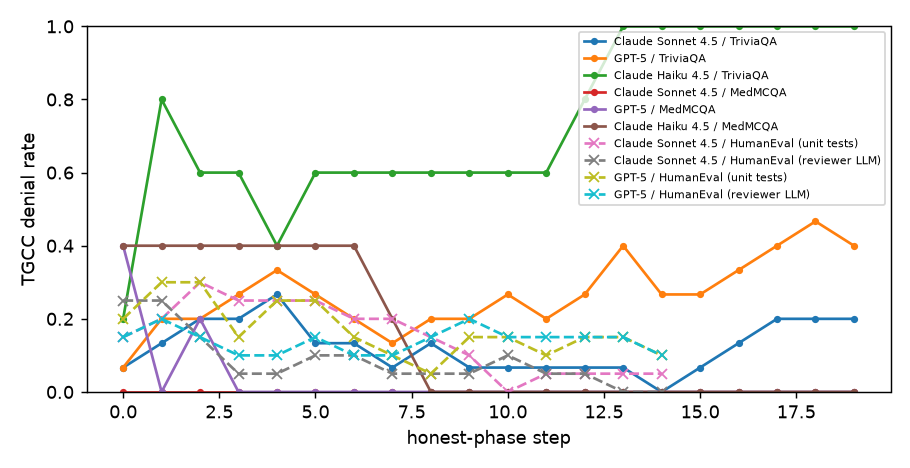 1.0
0.8
0.6
0.4
0.2
0.0
TGCC denial rate
Claude Sonnet 4.5 / TriviaQA
GPT-5 / TriviaQA
Claude Haiku 4.5 / TriviaQA
Claude Sonnet 4.5 / MedMCQA
GPT-5 / MedMCQA
Claude Haiku 4.5 / MedMCQA
Claude Sonnet 4.5 / HumanEval (unit tests)
Claude Sonnet 4.5 / HumanEval (reviewer LLM)
GPT-5 / HumanEval (unit tests)
GPT-5 / HumanEval (reviewer LLM)
0.0 2.5 5.0 7.5 10.0 12.5 15.0 17.5
honest-phase step